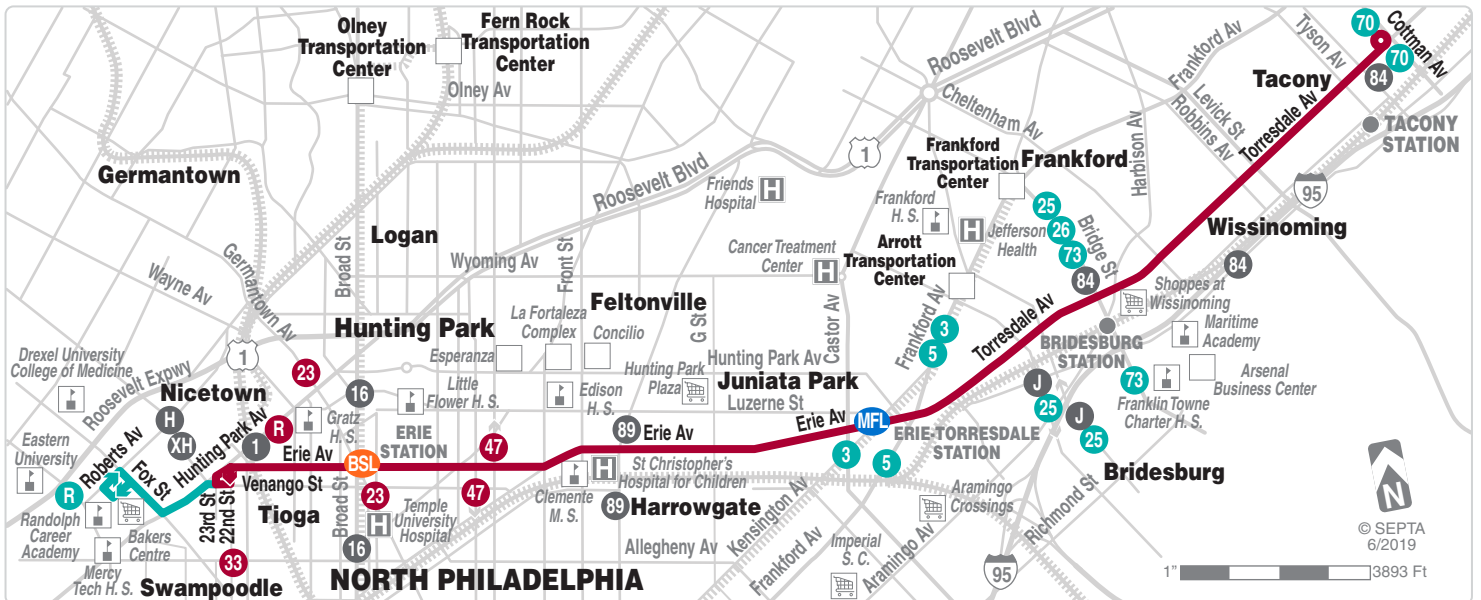 Olney
Transportation
Center
Fern Rock
Transportation
Center
Olney Av
Roosevelt Blvd
Frankford Av
Tyson Av
70
Cottman Av
70
84
Tacony
Levick St
Robbins Av
Torresdale Av
TACONY
STATION
Germantown
Cheltenham Av
1
Frankford
Transportation
Center
Frankford
Harbison Av
95
Roosevelt Blvd
Friends
Hospital
H
Frankford
H. S.
H
Jefferson
Health
25
26
73
84
Bridge St
Wissinoming
84
Logan
Broad St
Germantown Av
Wayne Av
Wyoming Av
Front St
Cancer Treatment
Center
H
Arrott
Transportation
Center
Shoppes at
Wissinoming
Feltonville
La Fortaleza
Complex
Concilio
G St
Castor Av
Frankford Av
Torresdale Av
Maritime
Academy
BRIDESBURG
STATION
Hunting Park
Esperanza
3
5
1
Drexel University
College of Medicine
Roosevelt Expwy
Nicetown
23
16
Little
Flower H. S.
Edison
H. S.
Hunting Park
Plaza
Hunting Park Av
Juniata Park
Luzerne St
J
25
73
Arsenal
Business Center
Franklin Towne
Charter H. S.
J
25
H
XH
Hunting Park Av
1
R
Gratz
H. S.
ERIE
STATION
47
89
Erie Av
Erie Av
MFL
ERIE-TORRESDALE
STATION
Eastern
University
Roberts Av
Fox St
Erie Av
BSL
3
5
Bridesburg
R
Venango St
23rd St
22nd St
Tioga
Broad St
23
47
H
Temple
University
Hospital
Clemente
M. S.
H
St Christopher's
Hospital for Children
89
Harrowgate
Kensington Av
Aramingo
Crossings
Richmond St
N
Randolph
Career
Academy
Bakers
Centre
16
Allegheny Av
Frankford Av
Imperial
S. C.
Aramingo Av
95
© SEPTA
6/2019
Mercy
Tech H. S.
33
Swampoodle
NORTH PHILADELPHIA
1"
3893 Ft